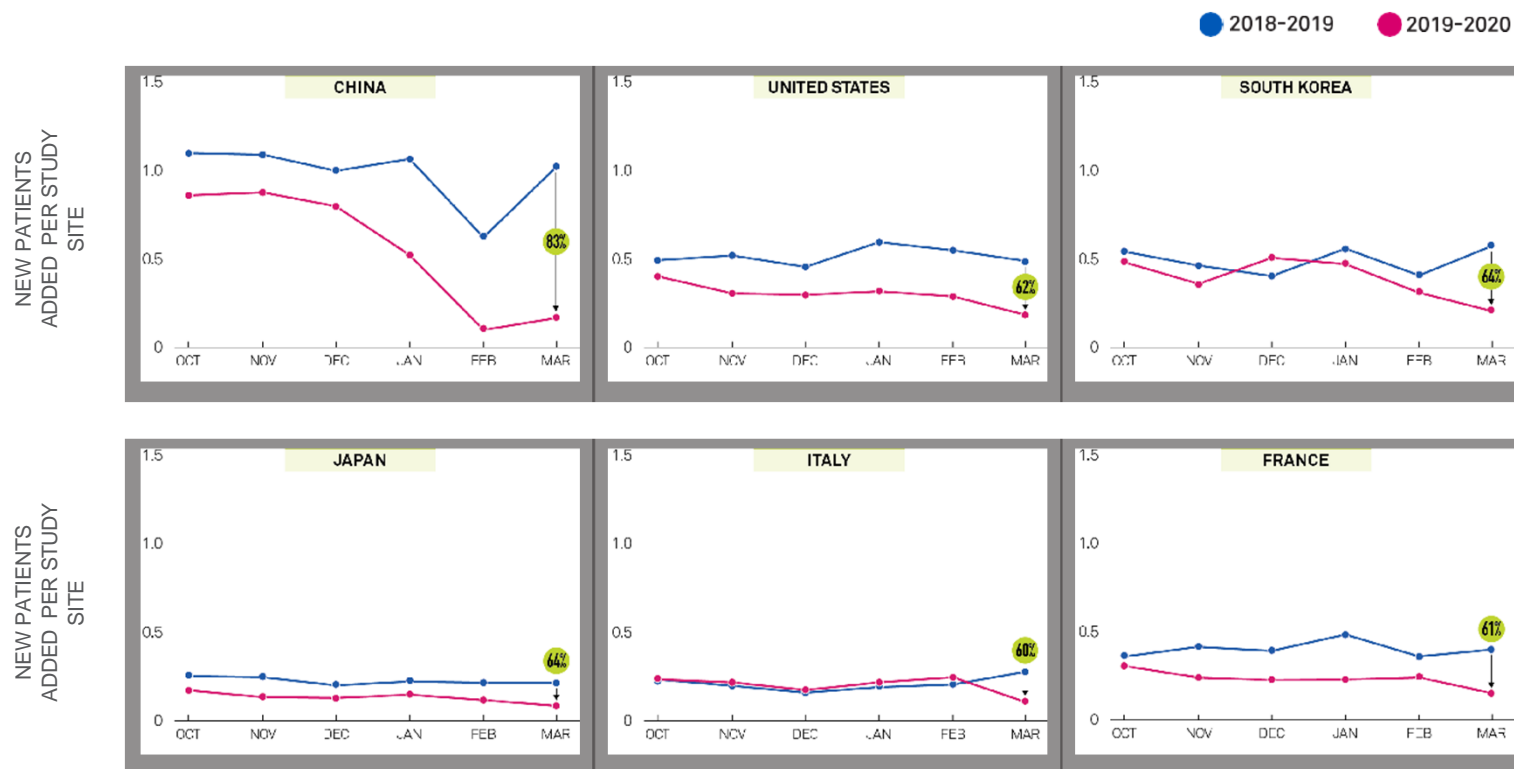 2018-2019 2019-2020
NEW PATIENTS
ADDED PER STUDY
SITE
CHINA
1.5
1.0
0.5
0
83%
OCT NOV DEC JAN FEB MAR
UNITED STATES
1.5
1.0
0.5
0
62%
OCT NOV DEC JAN FEB MAR
SOUTH KOREA
1.5
1.0
0.5
0
64%
OCT NOV DEC JAN FEB MAR
NEW PATIENTS
ADDED PER STUDY
SITE
JAPAN
1.5
1.0
0.5
0
64%
OCT NOV DEC JAN FEB MAR
ITALY
1.5
1.0
0.5
0
60%
OCT NOV DEC JAN FEB MAR
FRANCE
1.5
1.0
0.5
0
61%
OCT NOV DEC JAN FEB MAR